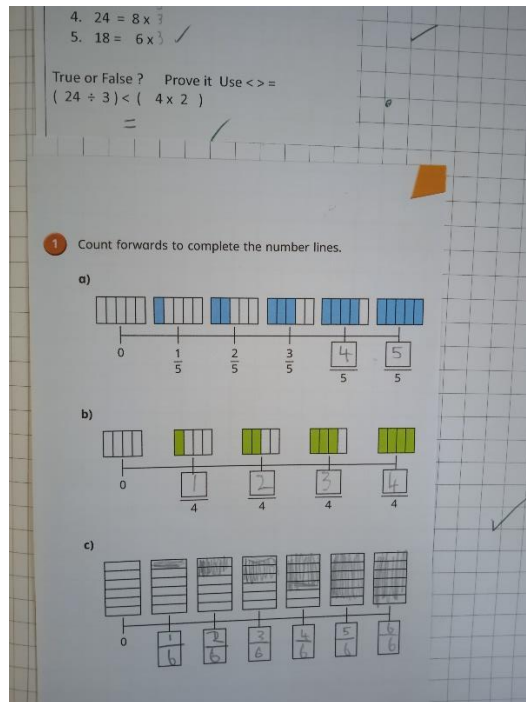 4. 24 = 8 x 3
5. 18 = 6 x 3 ✓
True or False ? Prove it Use < > =
( 24 ÷ 3 ) < ( 4 x 2 )
=
1 Count forwards to complete the number lines.
a)
0 1/5 2/5 3/5 4/5 5/5
b)
0 1/4 2/4 3/4 4/4
c)
0 1/6 2/6 3/6 4/6 5/6 6/6